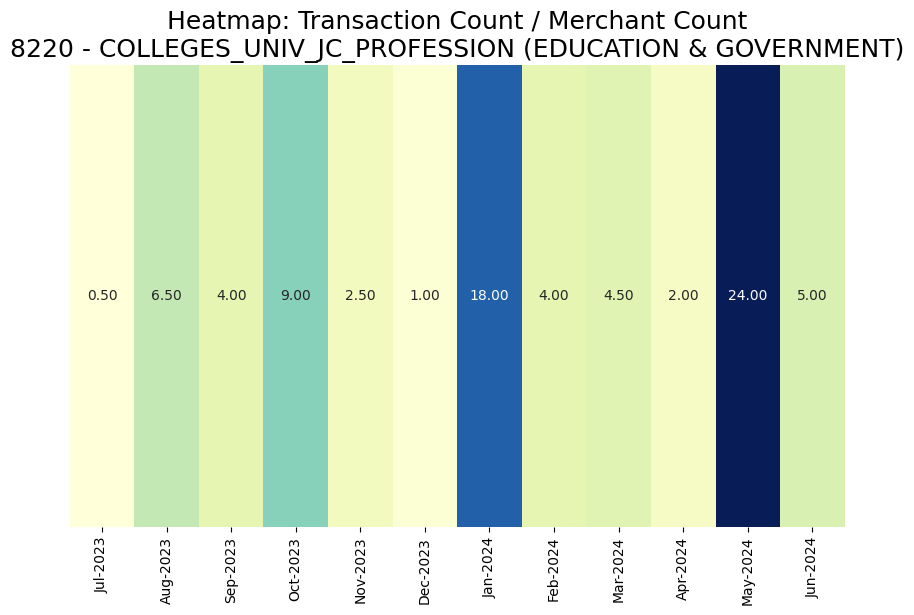 Heatmap: Transaction Count / Merchant Count
8220 - COLLEGES_UNIV_JC_PROFESSION (EDUCATION & GOVERNMENT)
0.50 6.50 4.00 9.00 2.50 1.00 18.00 4.00 4.50 2.00 24.00 5.00
Jul-2023 Aug-2023 Sep-2023 Oct-2023 Nov-2023 Dec-2023 Jan-2024 Feb-2024 Mar-2024 Apr-2024 May-2024 Jun-2024